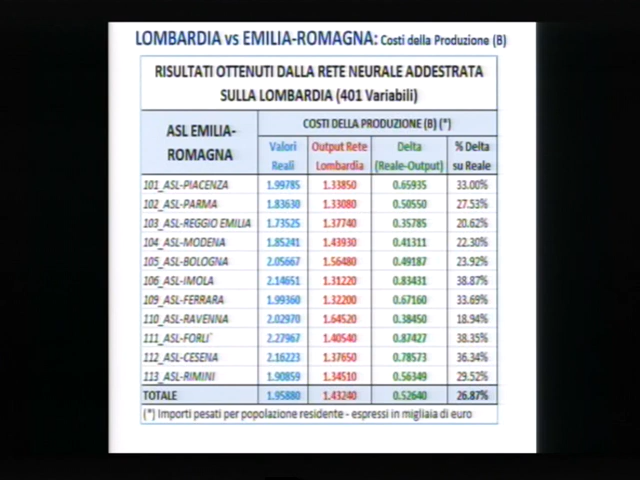 LOMBARDIA vs EMILIA-ROMAGNA: Costi della Produzione (B)
RISULTATI OTTENUTI DALLA RETE NEURALE ADDESTRATA
SULLA LOMBARDIA (401 Variabili)
ASL EMILIA-ROMAGNA COSTI DELLA PRODUZIONE (B) (*)
Valori Reali Output Rete Lombardia Delta (Reale-Output) % Delta su Reale
101_ASL-PIACENZA 1.99785 1.33850 0.65935 33.00%
102_ASL-PARMA 1.83630 1.33080 0.50550 27.53%
103_ASL-REGGIO EMILIA 1.73525 1.37740 0.35785 20.62%
104_ASL-MODENA 1.85241 1.43930 0.41311 22.30%
105_ASL-BOLOGNA 2.05667 1.56480 0.49187 23.92%
106_ASL-IMOLA 2.14651 1.31220 0.83431 38.87%
109_ASL-FERRARA 1.99360 1.32200 0.67160 33.69%
110_ASL-RAVENNA 2.02970 1.64520 0.38450 18.94%
111_ASL-FORLI` 2.27967 1.40540 0.87427 38.35%
112_ASL-CESENA 2.16223 1.37650 0.78573 36.34%
113_ASL-RIMINI 1.90859 1.34510 0.56349 29.52%
TOTALE 1.95880 1.43240 0.52640 26.87%
(*) Importi pesati per popolazione residente - espressi in migliaia di euro